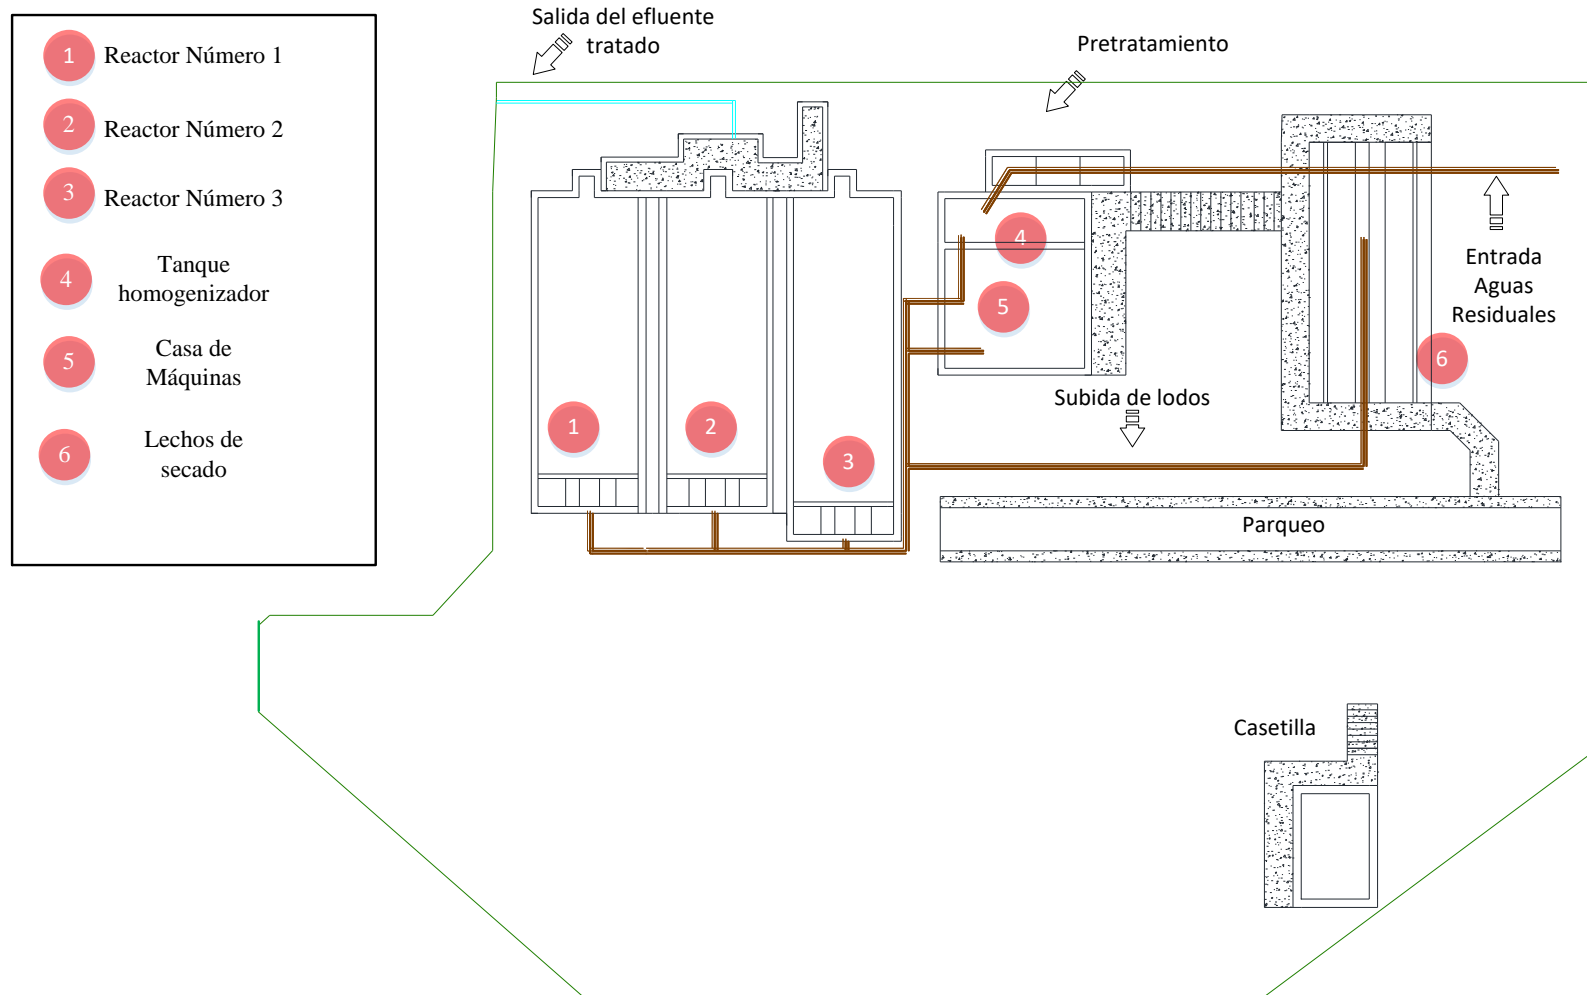 1 Reactor Número 1
2 Reactor Número 2
3 Reactor Número 3
4 Tanque
homogenizador
5 Casa de
Máquinas
6 Lechos de
secado
Salida del efluente
tratado
Pretratamiento
4
5
Entrada
Aguas
Residuales
6
Subida de lodos
1
2
3
Parqueo
Casetilla